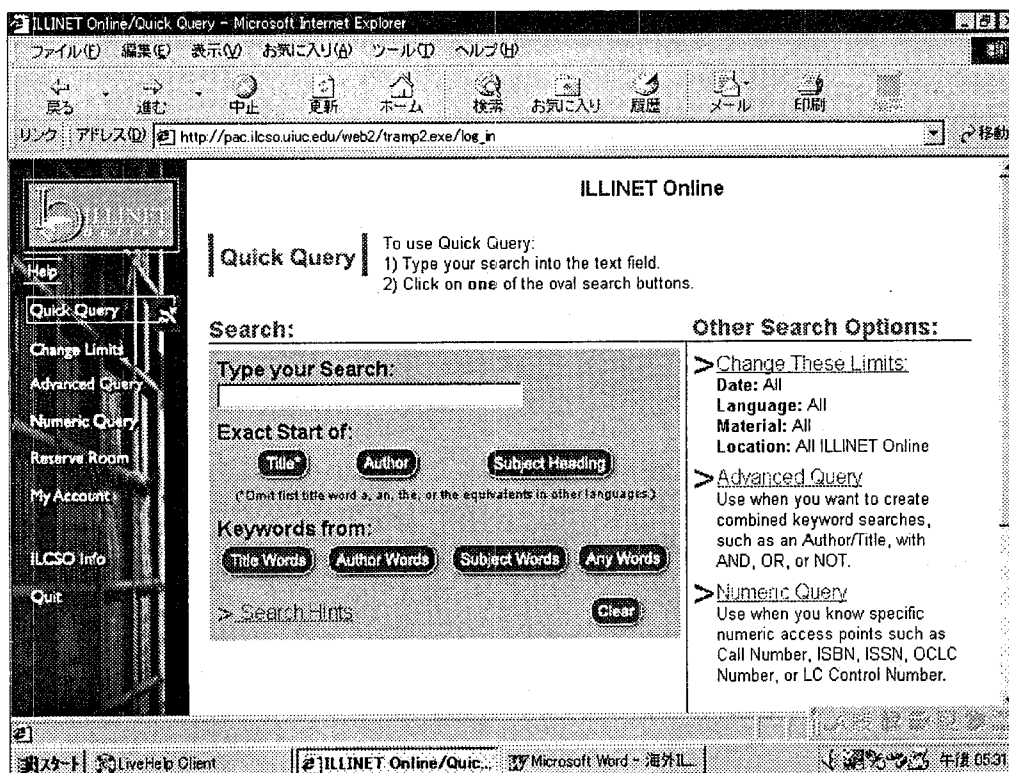 ILLINET Online/Quick Query - Microsoft Internet Explorer
ファイル(F) 編集(E) 表示(V) お気に入り(A) ツール(T) ヘルプ(H)
戻る 進む 中止 更新 ホーム 検索 お気に入り 履歴 メール 印刷
リンク アドレス(D) http://pac.ilcso.uiuc.edu/web2/tramp2.exe/log_in 移動
ILLINET
ILLINET Online
Quick Query
To use Quick Query:
1) Type your search into the text field.
2) Click on one of the oval search buttons.
Help
Quick Query
Change Limits
Advanced Query
Numeric Query
Reserve Room
My Account
ILCSO Info
Quit
Search:
Type your Search:
Exact Start of:
Title* Author Subject Heading
(*Omit first title word a, an, the, or the equivalents in other languages.)
Keywords from:
Title Words Author Words Subject Words Any Words
> Search Hints Clear
Other Search Options:
> Change These Limits:
Date: All
Language: All
Material: All
Location: All ILLINET Online
> Advanced Query
Use when you want to create
combined keyword searches,
such as an Author/Title, with
AND, OR, or NOT.
> Numeric Query
Use when you know specific
numeric access points such as
Call Number, ISBN, ISSN, OCLC
Number, or LC Control Number.
スタート LiveHelp Client ILLINET Online/Quic... Microsoft Word - 海外IL... 午後 05:31